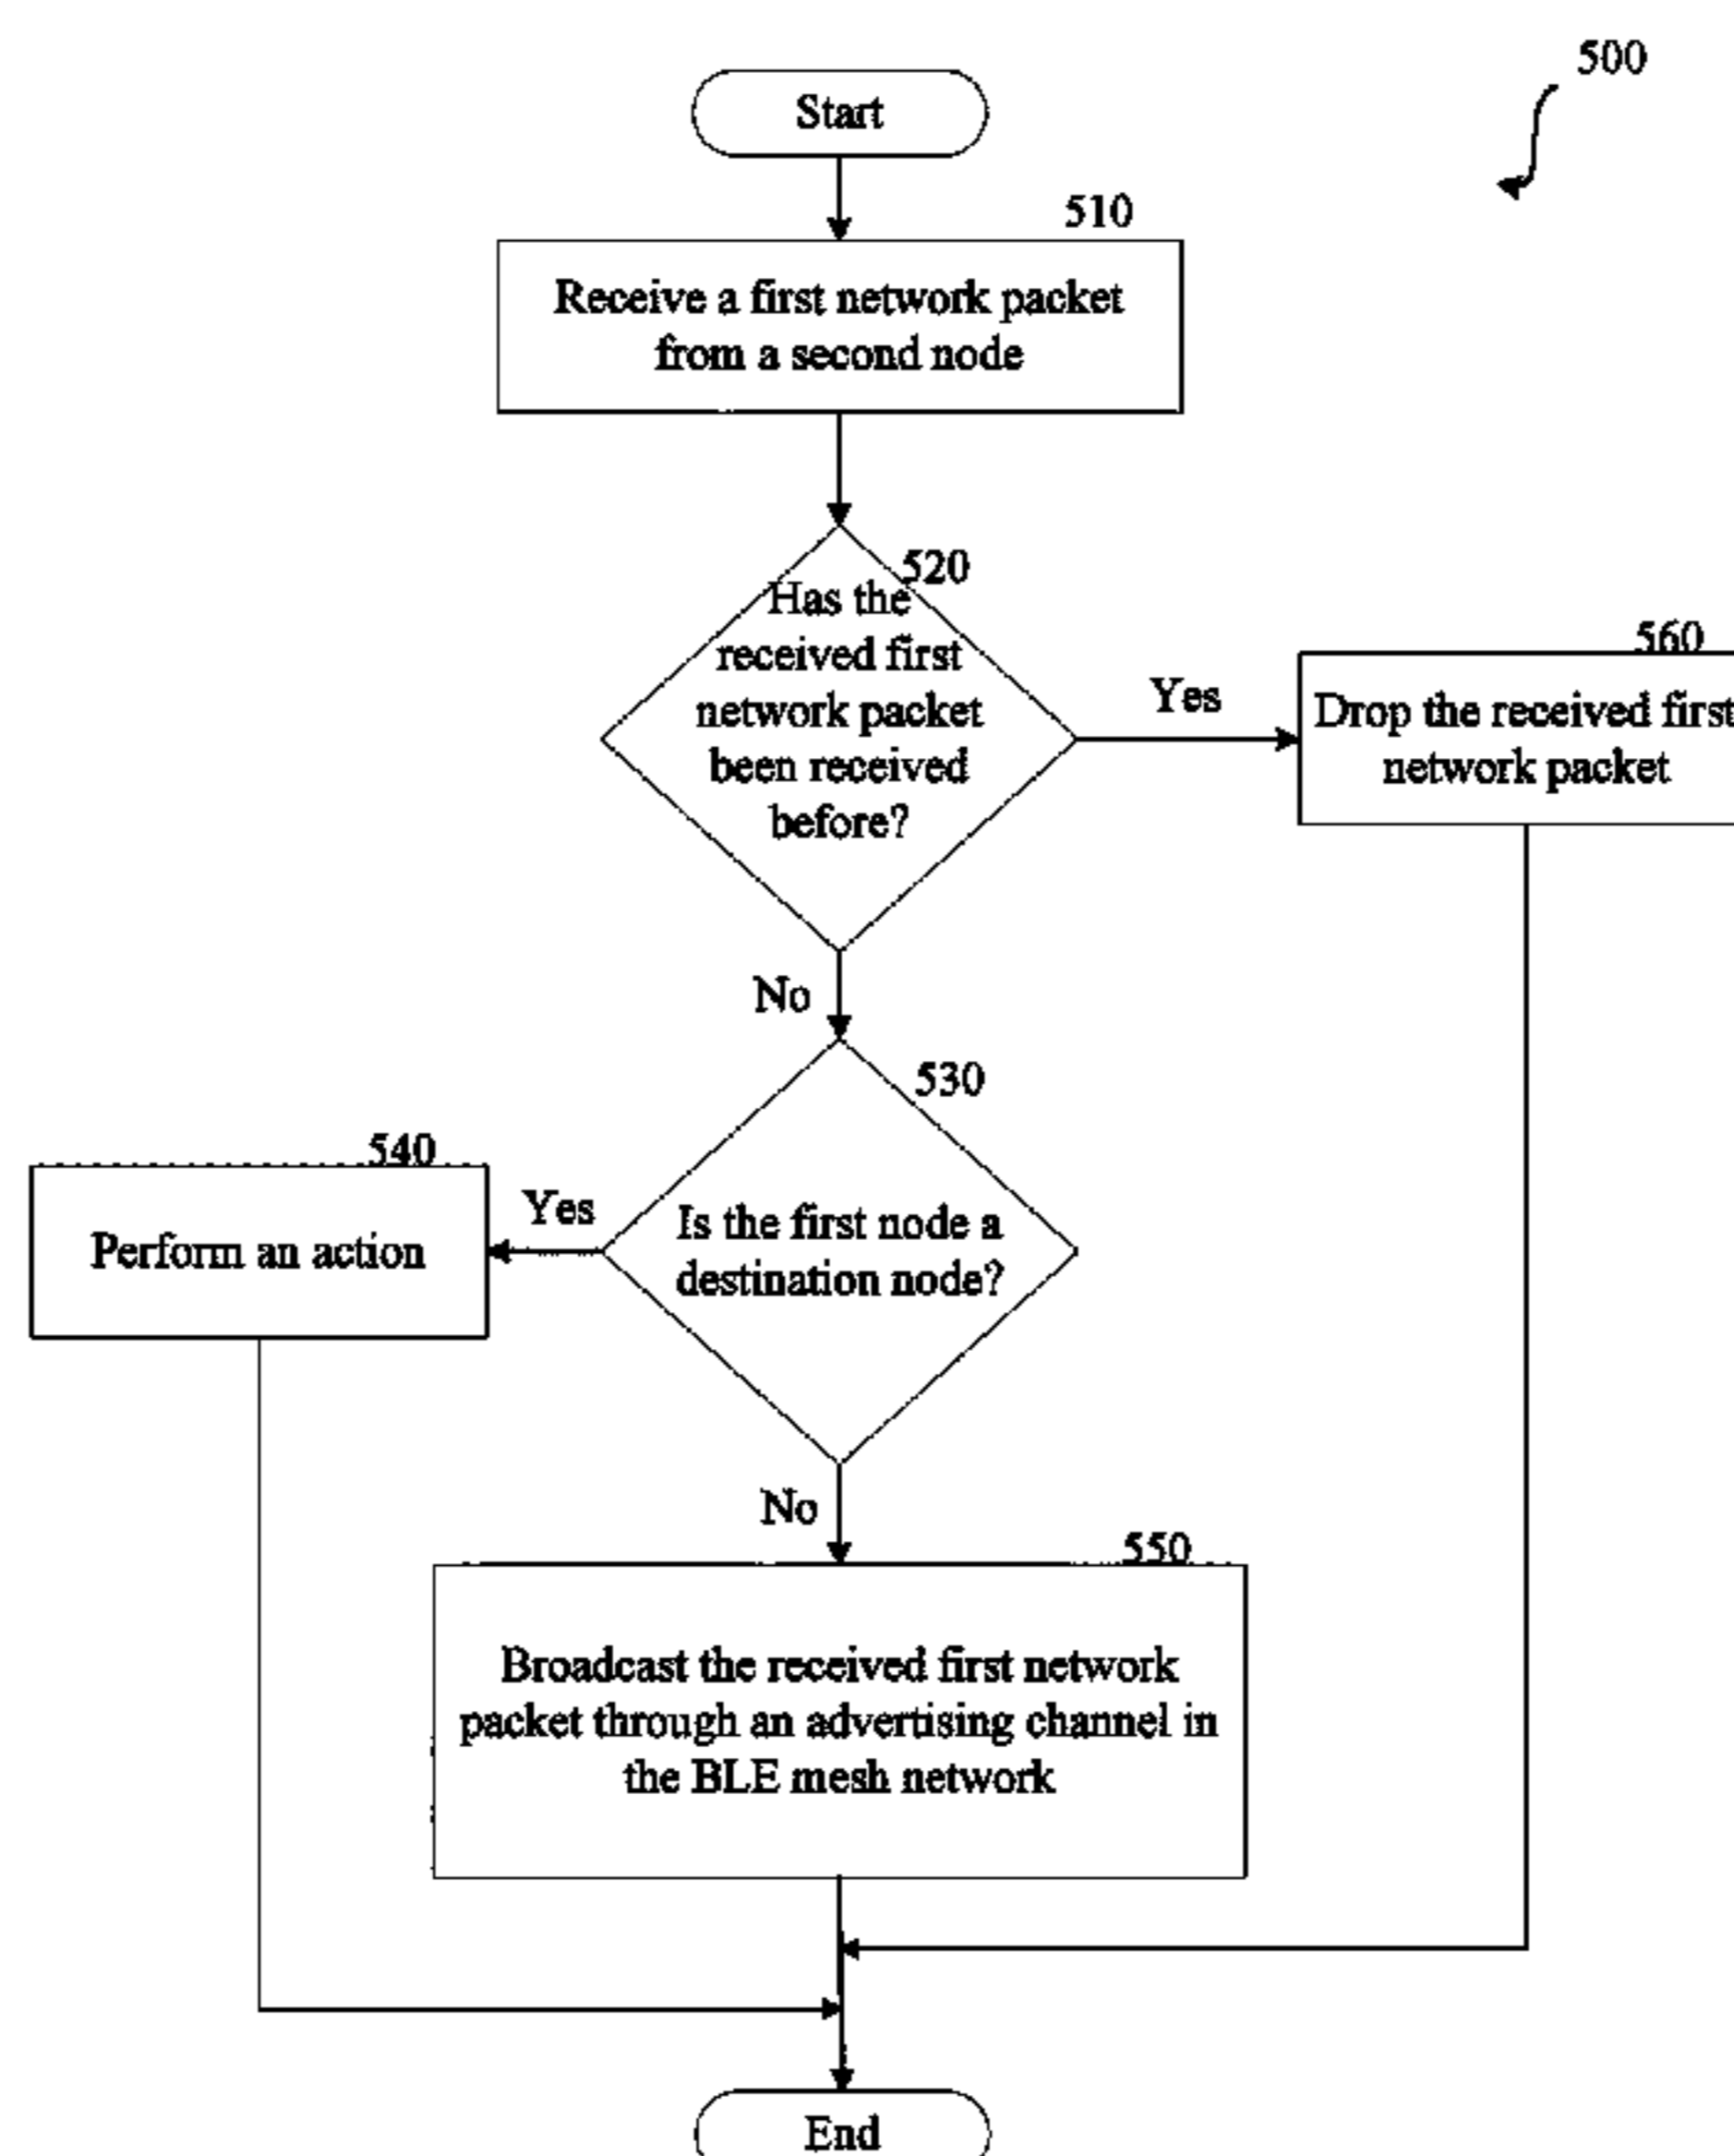 500
Start
510
Receive a first network packet
from a second node
520
Has the
received first
network packet
been received
before?
Yes
560
Drop the received first
network packet
No
530
540
Yes
Perform an action
Is the first node a
destination node?
No
550
Broadcast the received first network
packet through an advertising channel in
the BLE mesh network
End